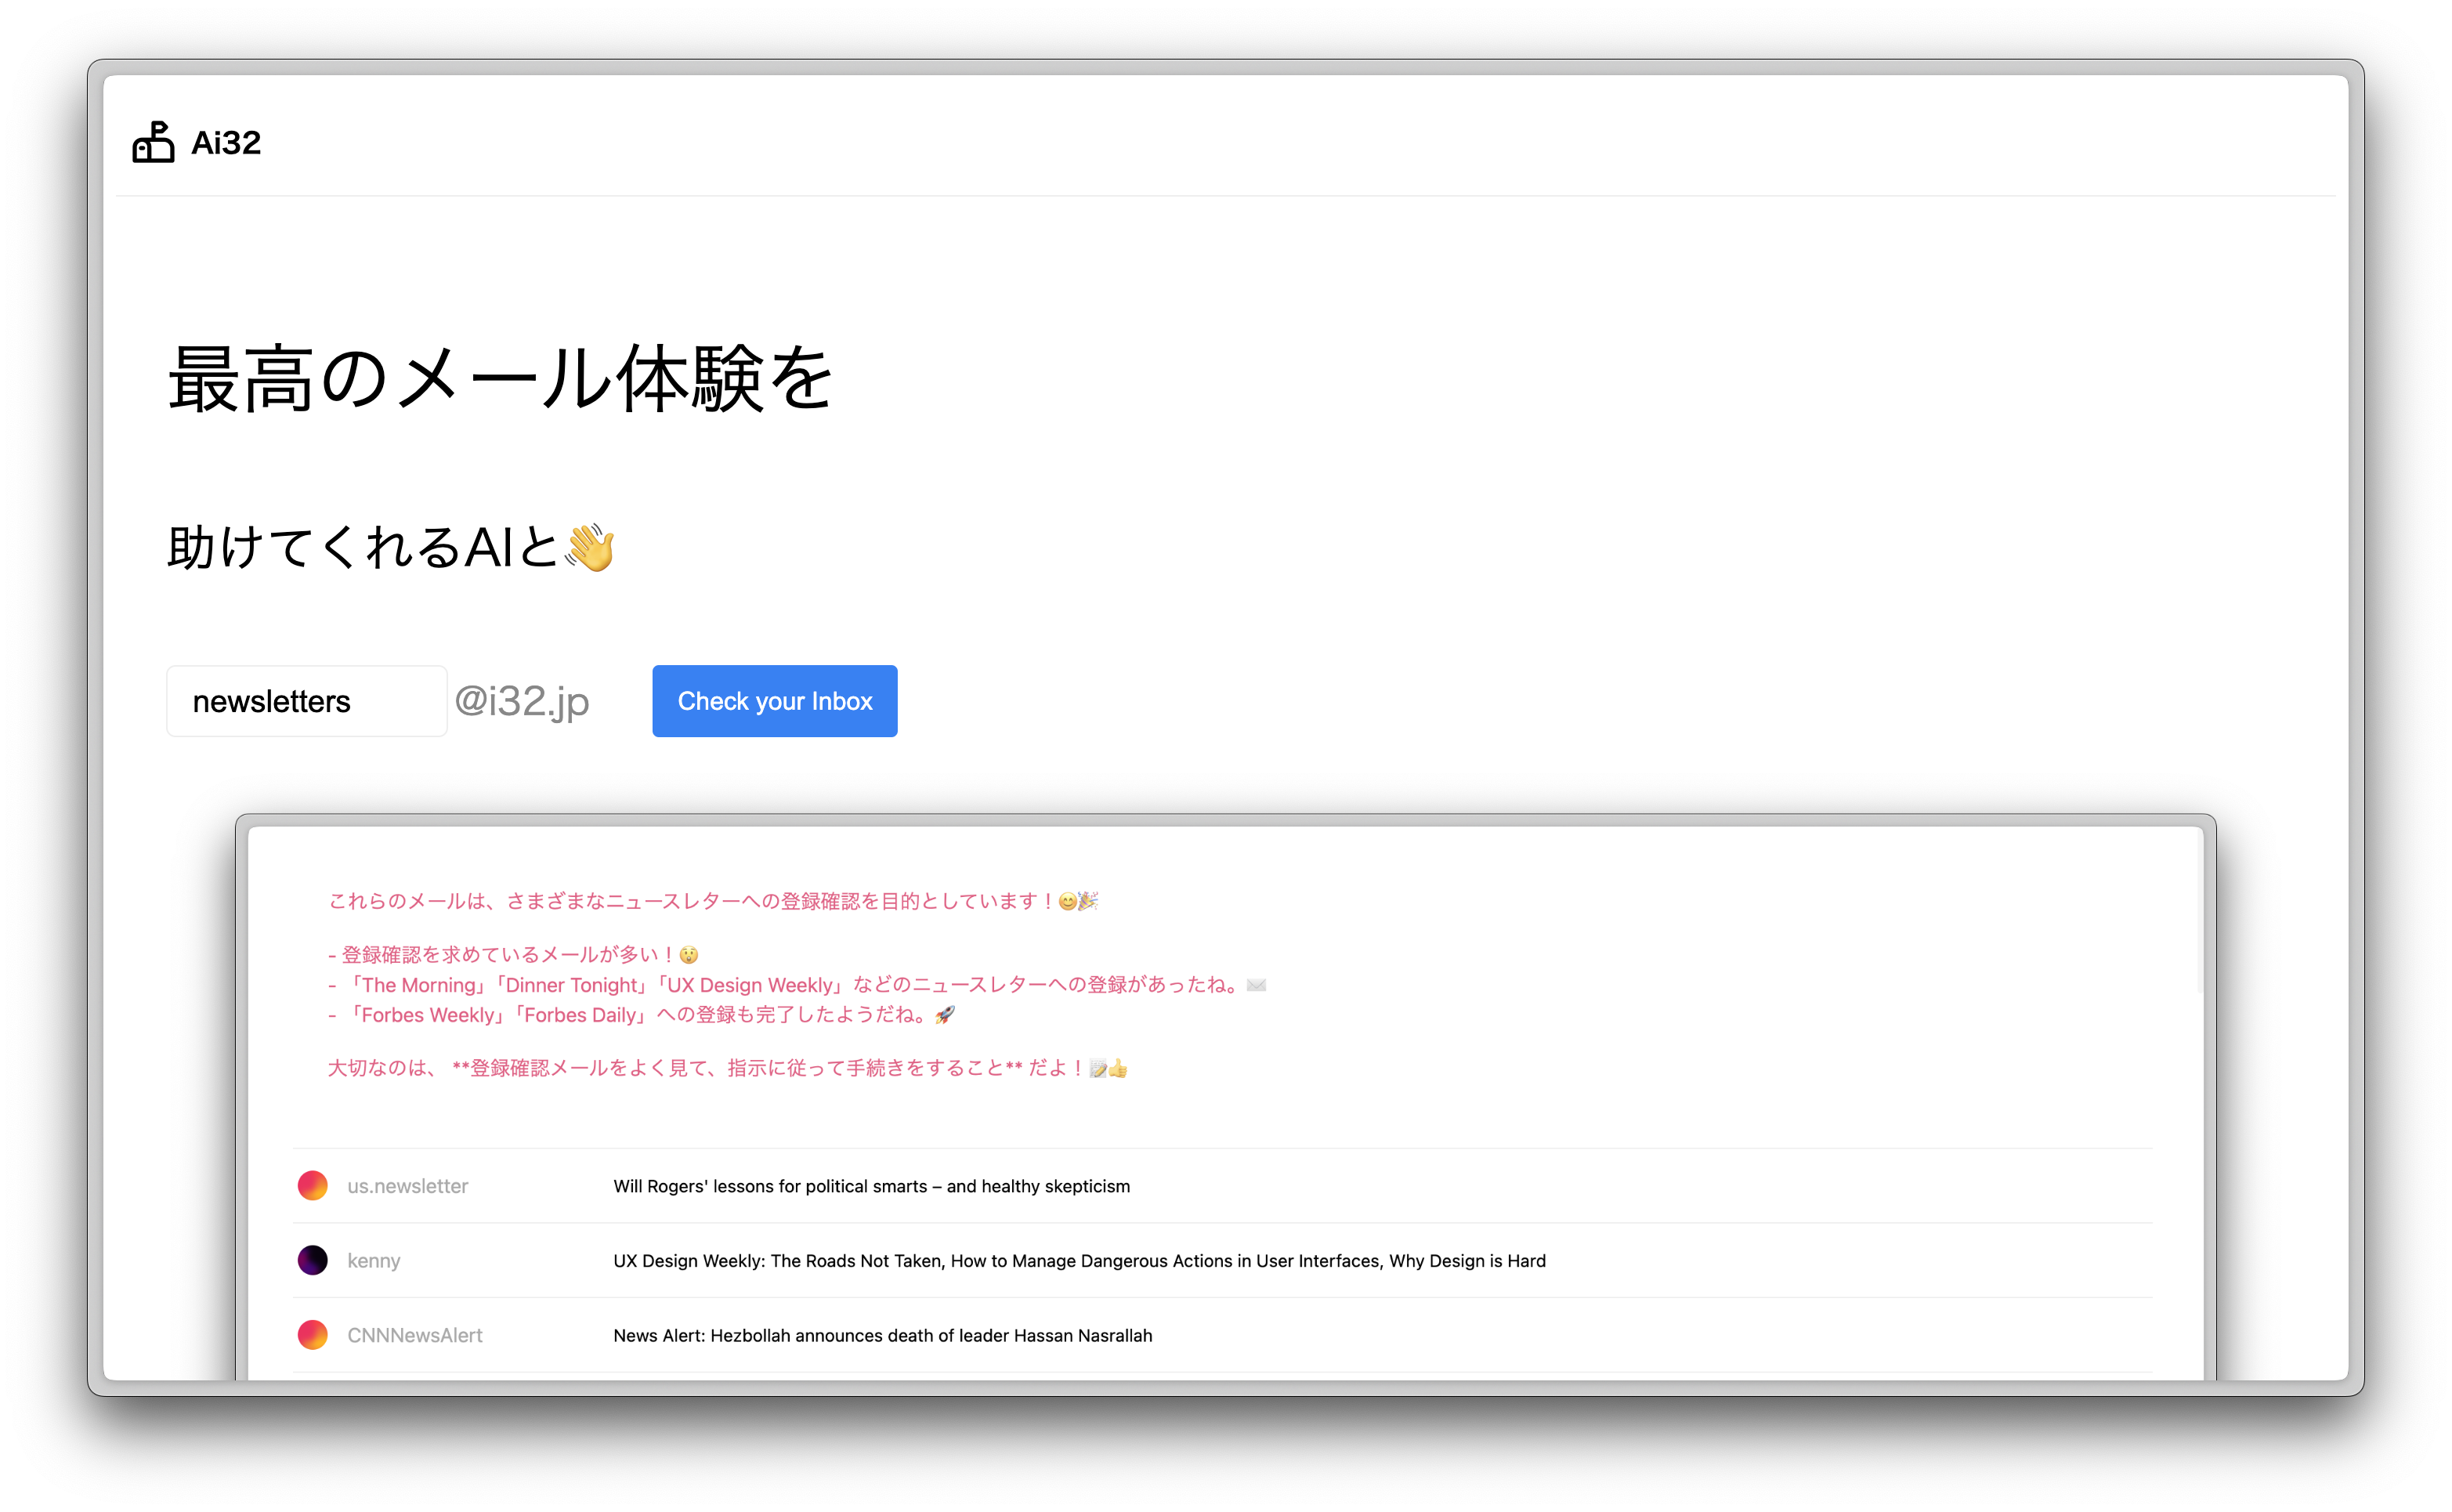 Ai32
最高のメール体験を
助けてくれるAIと👋
newsletters @i32.jp Check your Inbox
これらのメールは、さまざまなニュースレターへの登録確認を目的としています！😊🎉
- 登録確認を求めているメールが多い！😲
- 「The Morning」「Dinner Tonight」「UX Design Weekly」などのニュースレターへの登録があったね。✉️
- 「Forbes Weekly」「Forbes Daily」への登録も完了したようだね。🚀
大切なのは、 **登録確認メールをよく見て、指示に従って手続きをすること** だよ！📝👍
us.newsletter Will Rogers' lessons for political smarts – and healthy skepticism
kenny UX Design Weekly: The Roads Not Taken, How to Manage Dangerous Actions in User Interfaces, Why Design is Hard
CNNNewsAlert News Alert: Hezbollah announces death of leader Hassan Nasrallah